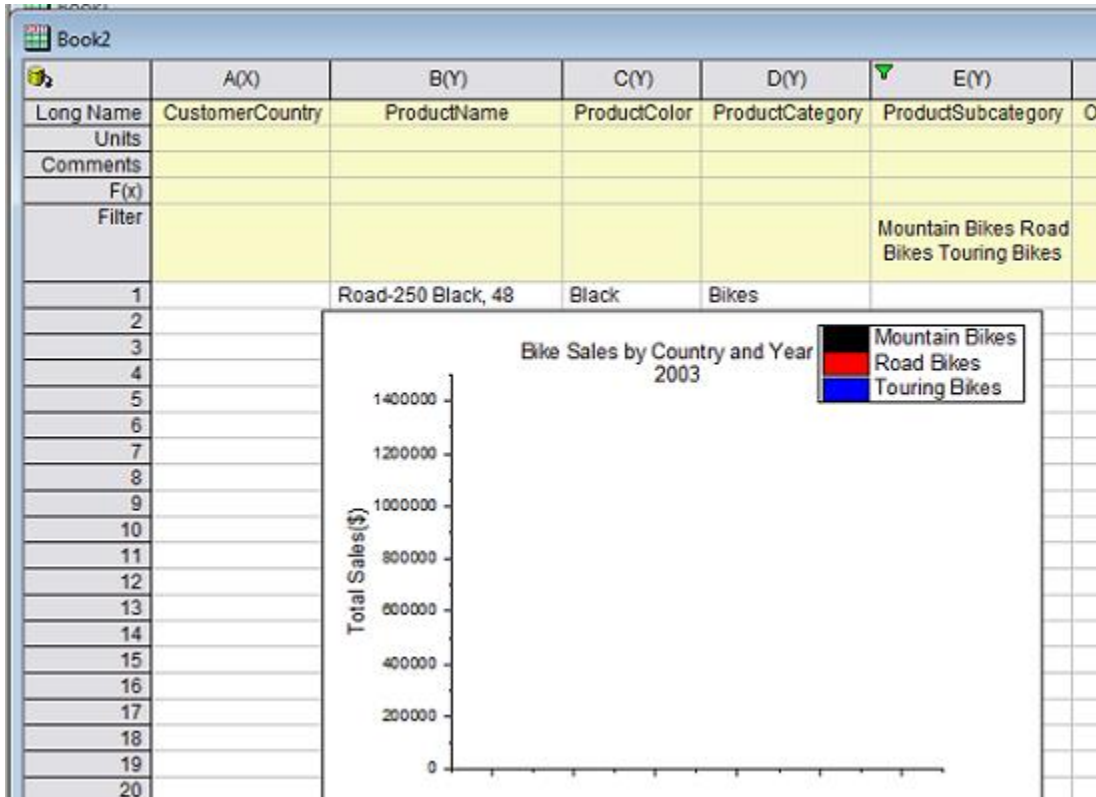 Book2
A(X) B(Y) C(Y) D(Y) E(Y)
Long Name CustomerCountry ProductName ProductColor ProductCategory ProductSubcategory
Units
Comments
F(x)
Filter
Mountain Bikes Road
Bikes Touring Bikes
1 Road-250 Black, 48 Black Bikes
2
3
4
5
6
7
8
9
10
11
12
13
14
15
16
17
18
19
20
Bike Sales by Country and Year
2003
Mountain Bikes
Road Bikes
Touring Bikes
Total Sales($)
1400000
1200000
1000000
800000
600000
400000
200000
0